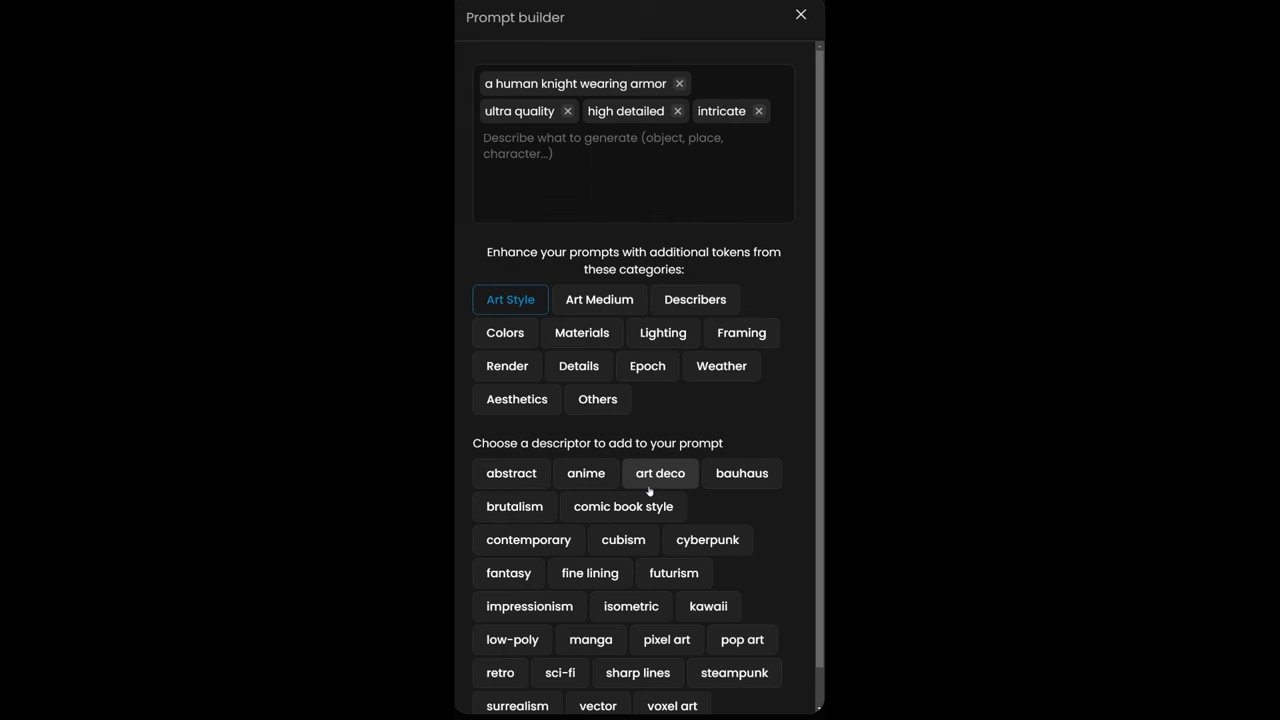 Prompt builder
a human knight wearing armor
ultra quality high detailed intricate
Describe what to generate (object, place,
character...)
Enhance your prompts with additional tokens from
these categories:
Art Style Art Medium Describers
Colors Materials Lighting Framing
Render Details Epoch Weather
Aesthetics Others
Choose a descriptor to add to your prompt
abstract anime art deco bauhaus
brutalism comic book style
contemporary cubism cyberpunk
fantasy fine lining futurism
impressionism isometric kawaii
low-poly manga pixel art pop art
retro sci-fi sharp lines steampunk
surrealism vector voxel art